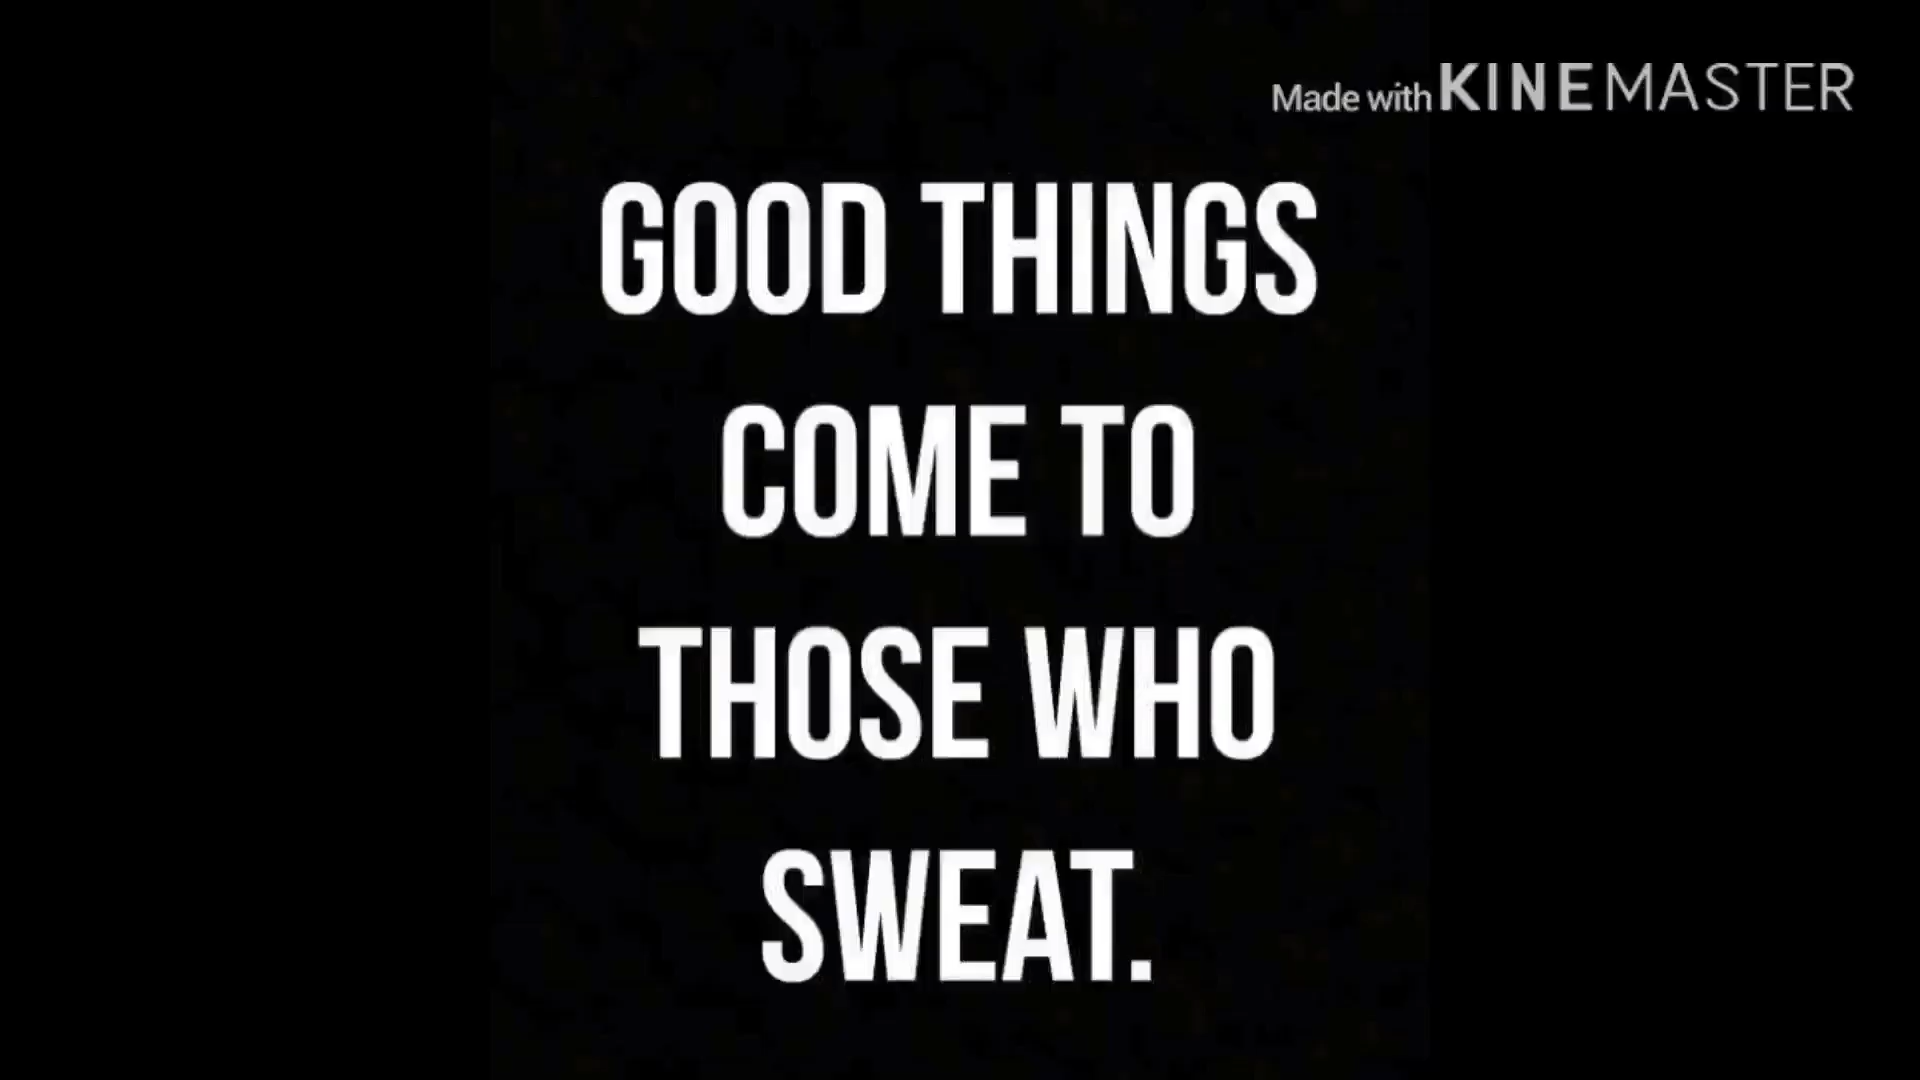 Made with KINEMASTER
GOOD THINGS
COME TO
THOSE WHO
SWEAT.